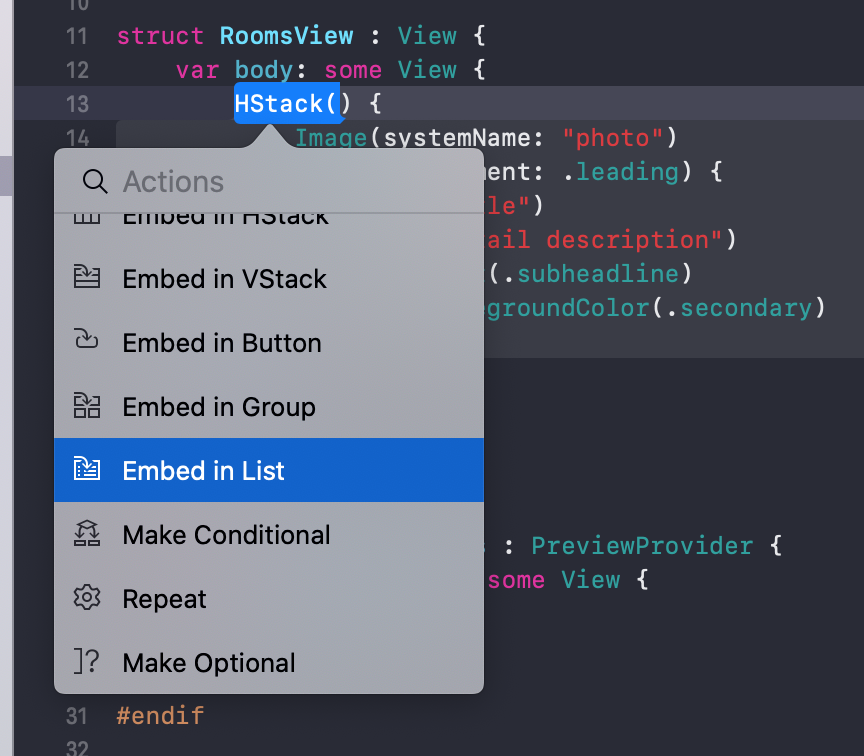 10
11 struct RoomsView : View {
12 var body: some View {
13 HStack() {
14 Image(systemName: "photo")
Actions
ment: .leading) {
Embed in HStack
le")
ail description")
Embed in VStack
(.subheadline)
egroundColor(.secondary)
Embed in Button
Embed in Group
Embed in List
Make Conditional
: PreviewProvider {
some View {
Repeat
]? Make Optional
31 #endif
32